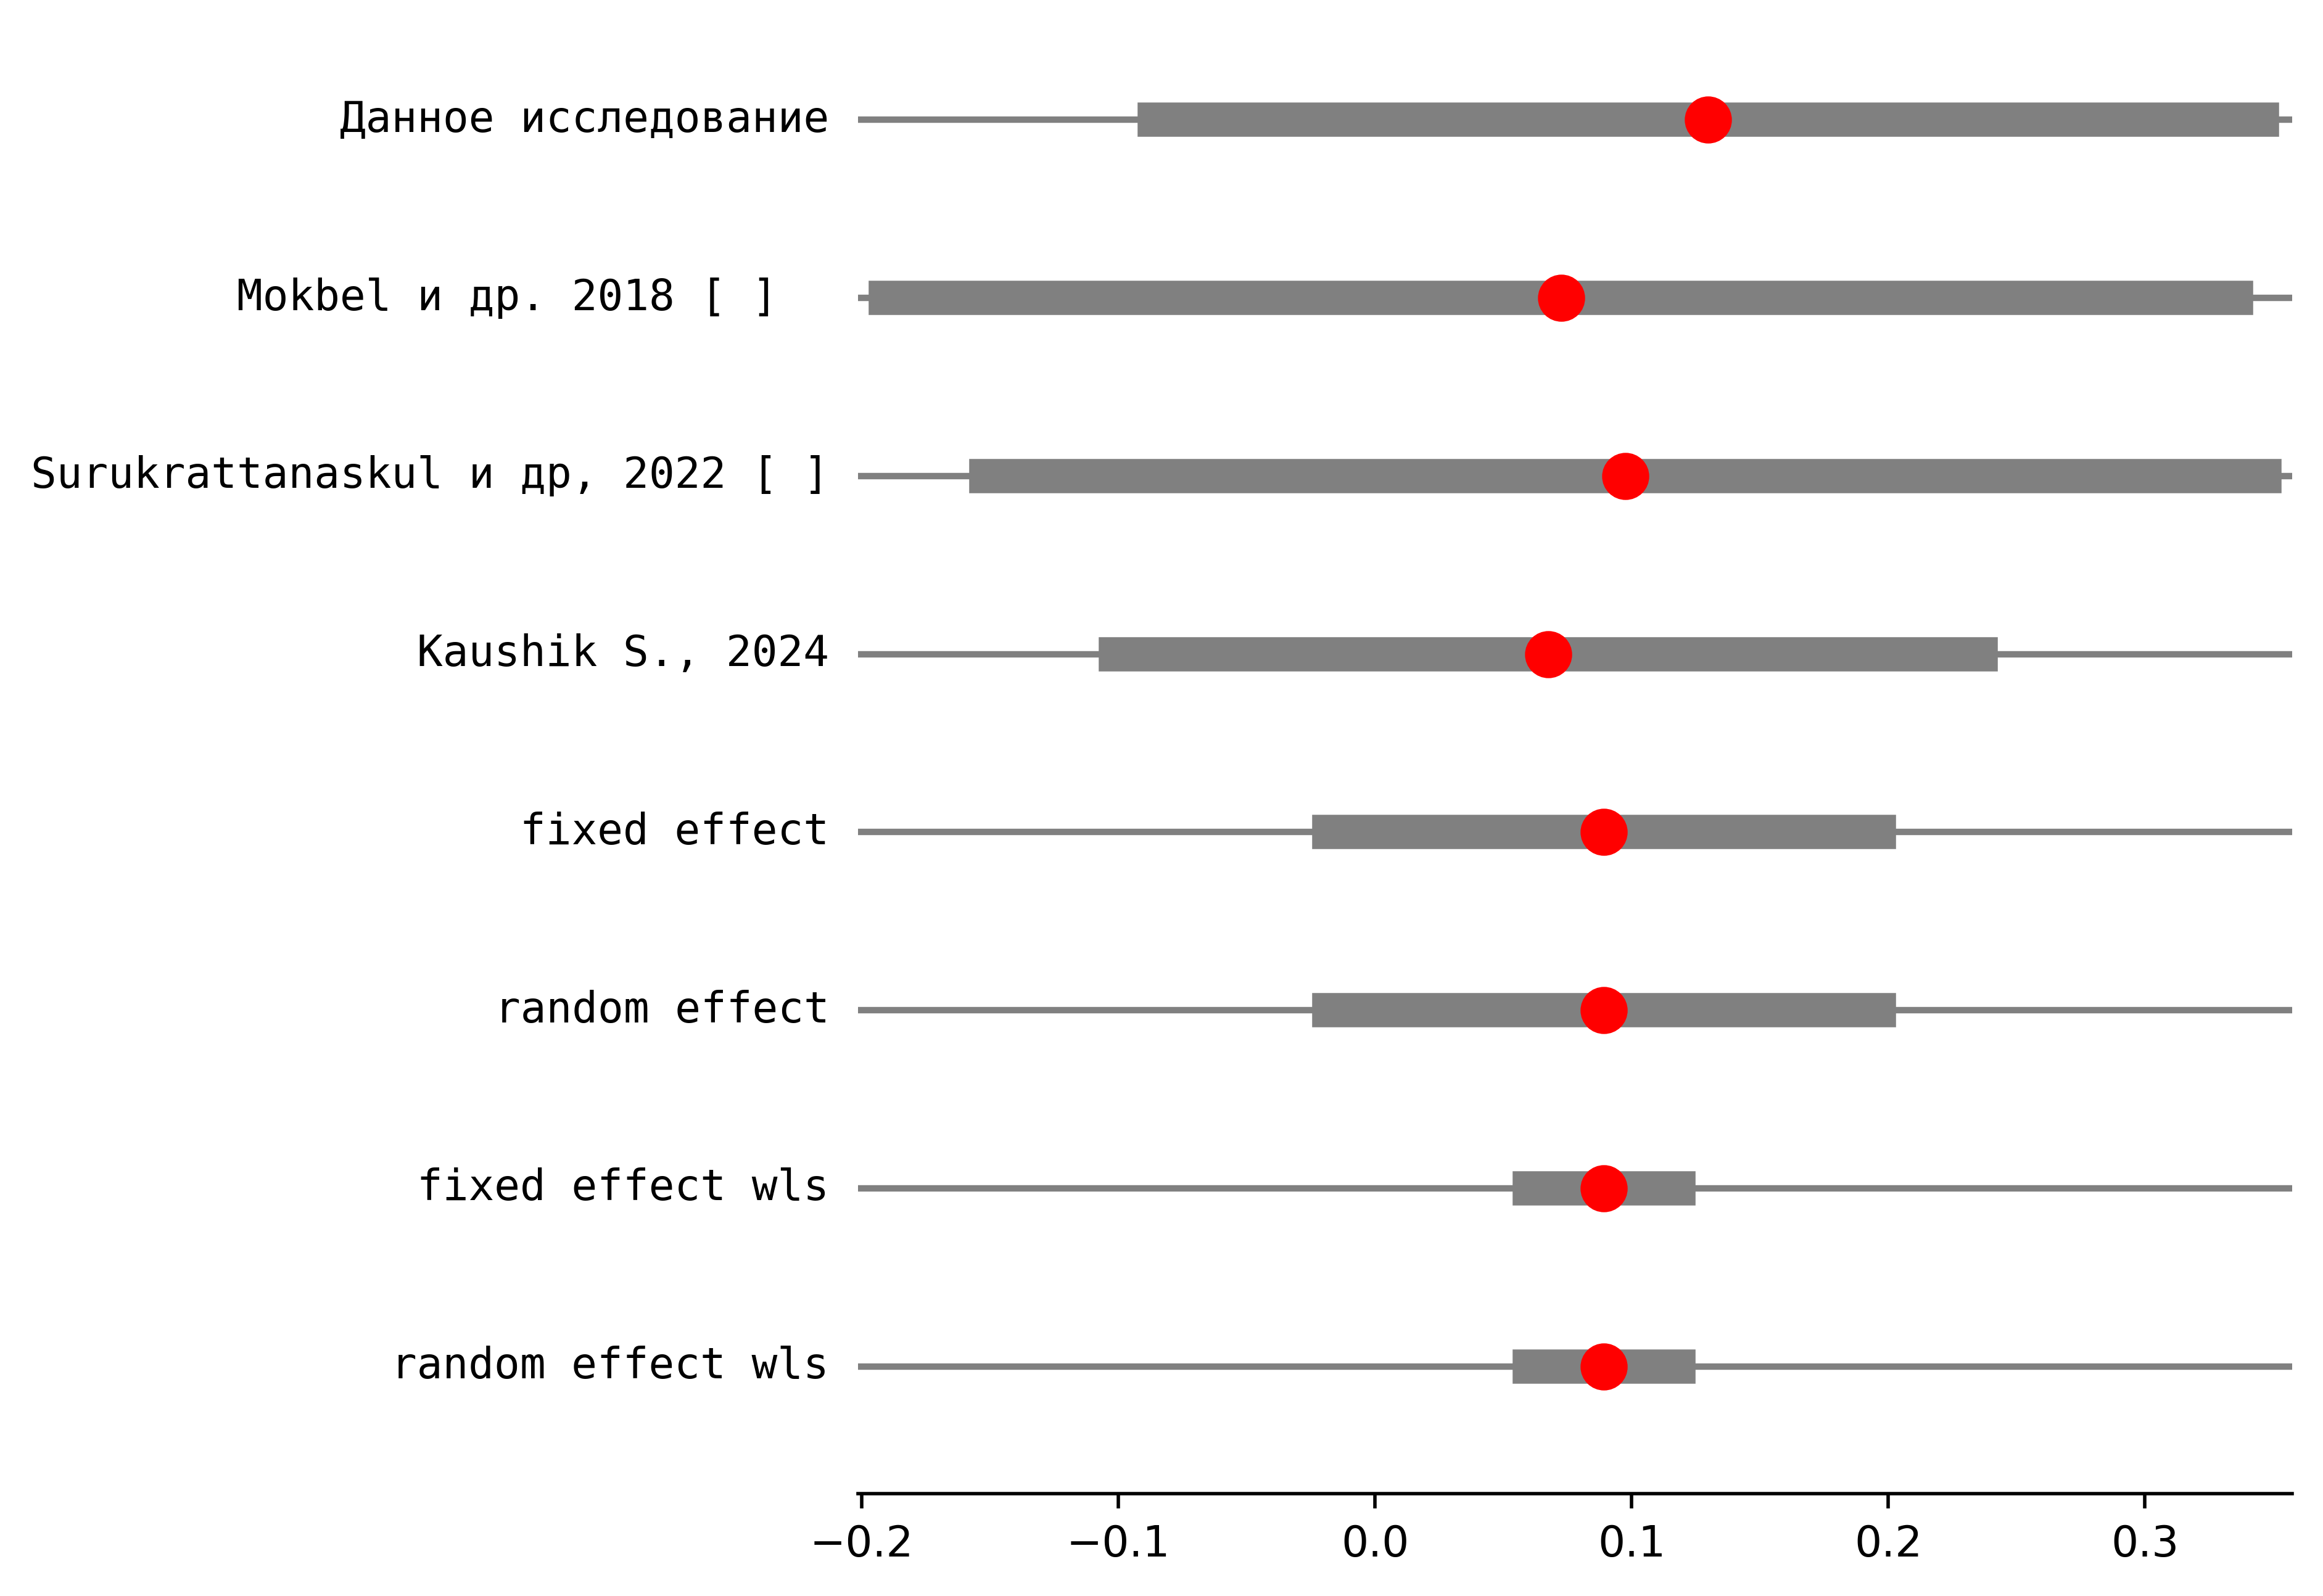 Данное исследование
Mokbel и др. 2018 [ ]
Surukrattanaskul и др, 2022 [ ]
Kaushik S., 2024
fixed effect
random effect
fixed effect wls
random effect wls
−0.2 −0.1 0.0 0.1 0.2 0.3